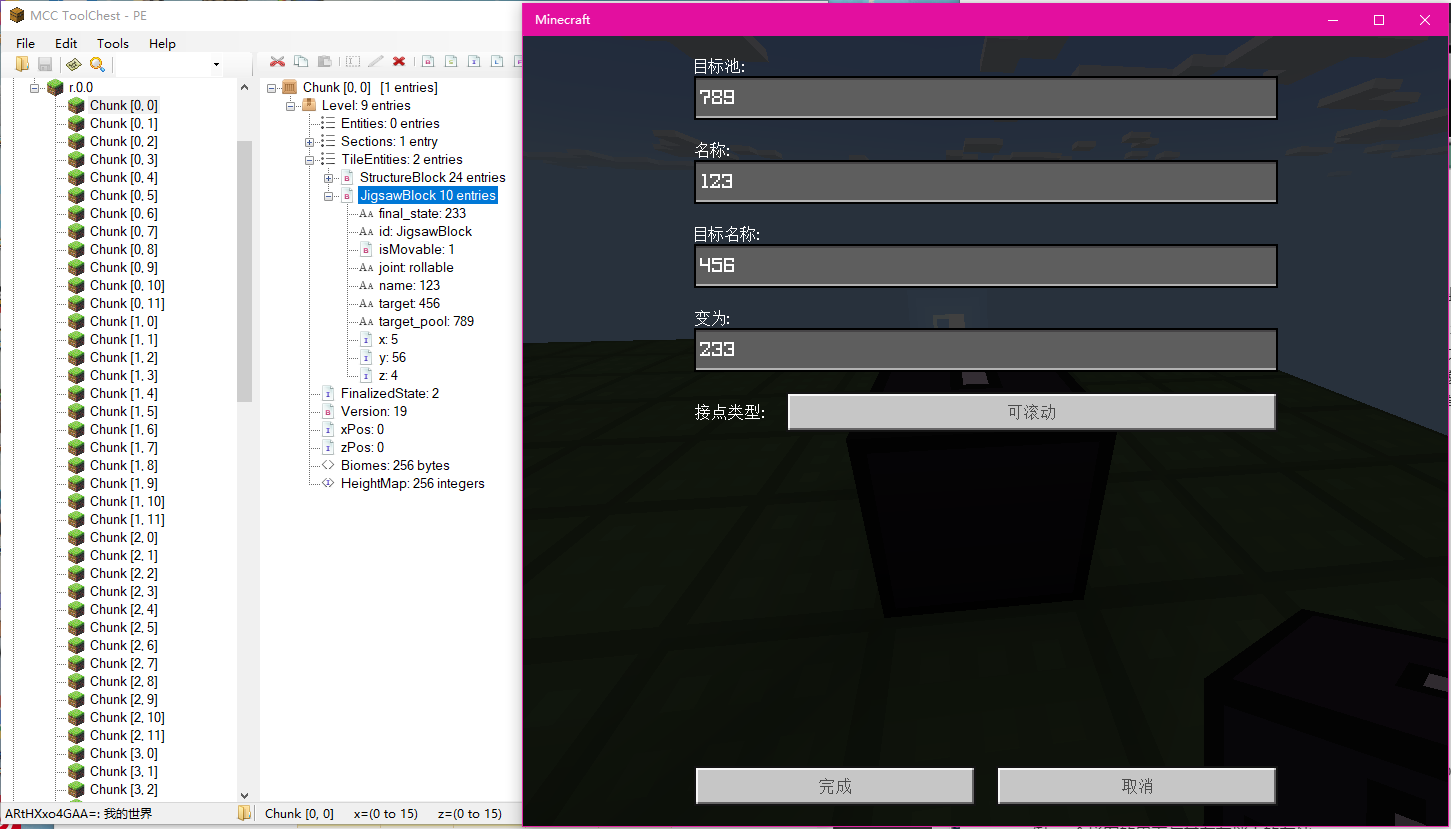 MCC ToolChest - PE
File Edit Tools Help
r.0.0
Chunk [0, 0]
Chunk [0, 1]
Chunk [0, 2]
Chunk [0, 3]
Chunk [0, 4]
Chunk [0, 5]
Chunk [0, 6]
Chunk [0, 7]
Chunk [0, 8]
Chunk [0, 9]
Chunk [0, 10]
Chunk [0, 11]
Chunk [1, 0]
Chunk [1, 1]
Chunk [1, 2]
Chunk [1, 3]
Chunk [1, 4]
Chunk [1, 5]
Chunk [1, 6]
Chunk [1, 7]
Chunk [1, 8]
Chunk [1, 9]
Chunk [1, 10]
Chunk [1, 11]
Chunk [2, 0]
Chunk [2, 1]
Chunk [2, 2]
Chunk [2, 3]
Chunk [2, 4]
Chunk [2, 5]
Chunk [2, 6]
Chunk [2, 7]
Chunk [2, 8]
Chunk [2, 9]
Chunk [2, 10]
Chunk [2, 11]
Chunk [3, 0]
Chunk [3, 1]
Chunk [3, 2]
Chunk [0, 0] [1 entries]
Level: 9 entries
Entities: 0 entries
Sections: 1 entry
TileEntities: 2 entries
StructureBlock 24 entries
JigsawBlock 10 entries
final_state: 233
id: JigsawBlock
isMovable: 1
joint: rollable
name: 123
target: 456
target_pool: 789
x: 5
y: 56
z: 4
FinalizedState: 2
Version: 19
xPos: 0
zPos: 0
Biomes: 256 bytes
HeightMap: 256 integers
ARtHXxo4GAA=: 我的世界
Chunk [0, 0] x=(0 to 15) z=(0 to 15)
Minecraft
目标池:
789
名称:
123
目标名称:
456
变为:
233
接点类型: 可滚动
完成 取消